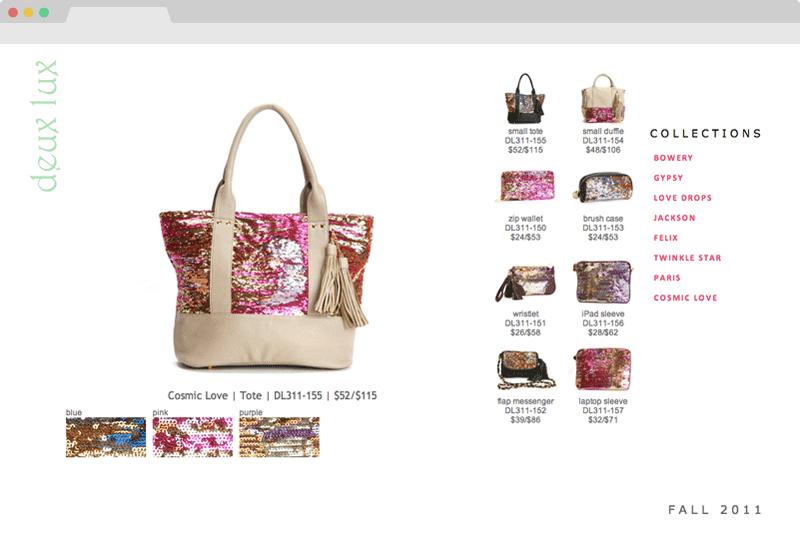 deux lux
small tote
DL311-155
$52/$115
small duffle
DL311-154
$48/$106
zip wallet
DL311-150
$24/$53
brush case
DL311-153
$24/$53
wristlet
DL311-151
$26/$58
iPad sleeve
DL311-156
$28/$62
flap messenger
DL311-152
$39/$86
laptop sleeve
DL311-157
$32/$71
COLLECTIONS
BOWERY
GYPSY
LOVE DROPS
JACKSON
FELIX
TWINKLE STAR
PARIS
COSMIC LOVE
Cosmic Love | Tote | DL311-155 | $52/$115
blue
pink
purple
FALL 2011